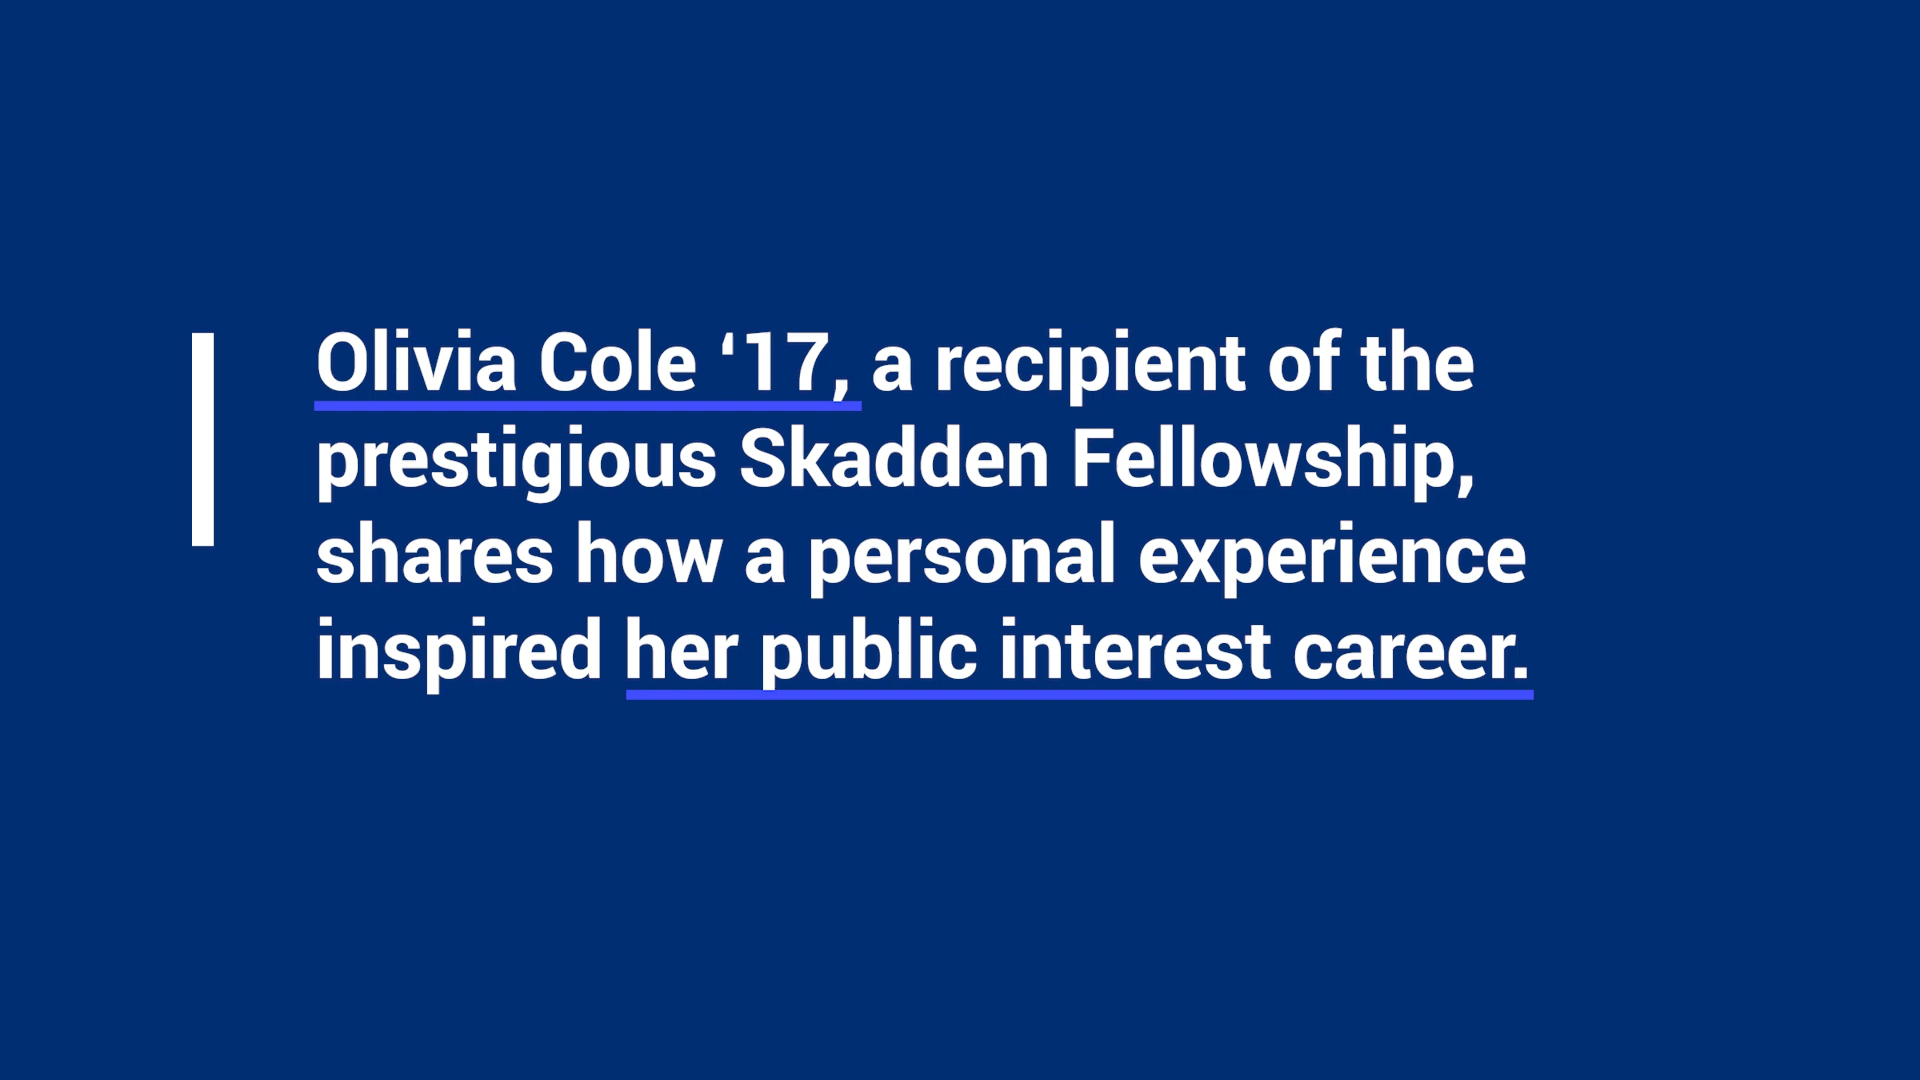 Olivia Cole ‘17, a recipient of the
prestigious Skadden Fellowship,
shares how a personal experience
inspired her public interest career.